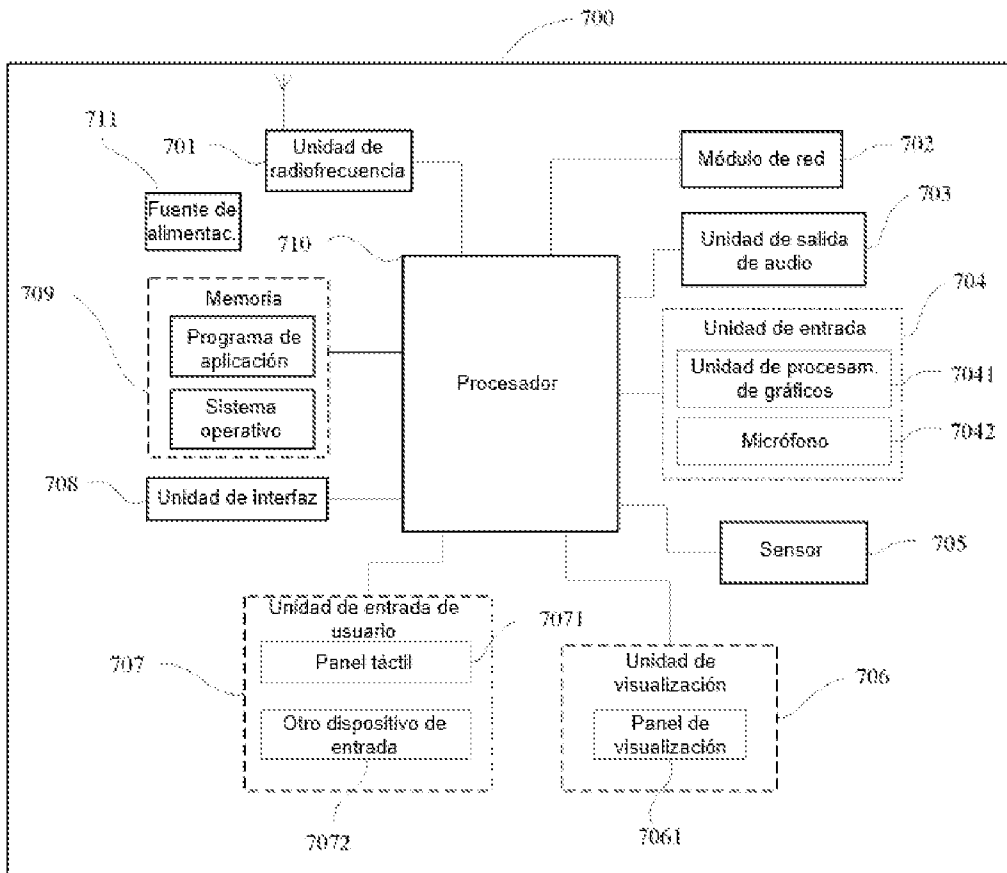 700
711
701
Unidad de
radiofrecuencia
Módulo de red
702
Fuente de
alimentac.
710
703
Unidad de salida
de audio
709
Memoria
Programa de
aplicación
Sistema
operativo
Procesador
704
Unidad de entrada
Unidad de procesam.
de gráficos
7041
Micrófono
7042
708
Unidad de interfaz
Sensor
705
Unidad de entrada de
usuario
7071
Panel táctil
707
Otro dispositivo de
entrada
7072
Unidad de
visualización
706
Panel de
visualización
7061